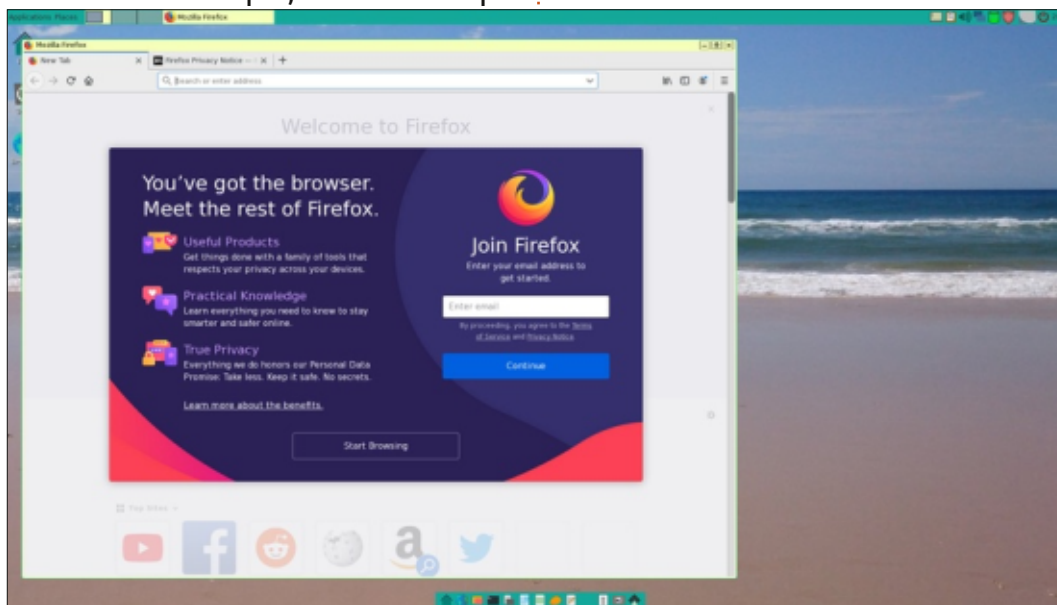 Applications Places Mozilla Firefox
Mozilla Firefox
New Tab Firefox Privacy Notice —
Search or enter address
Welcome to Firefox
You've got the browser.
Meet the rest of Firefox.
Useful Products
Get things done with a family of tools that
respects your privacy across your devices.
Practical Knowledge
Learn everything you need to know to stay
smarter and safer online.
True Privacy
Everything we do honors our Personal Data
Promise: Take less. Keep it safe. No secrets.
Learn more about the benefits.
Join Firefox
Enter your email address to
get started.
Enter email
By proceeding, you agree to the Terms
of Service and Privacy Notice
Continue
Start Browsing
Top Sites
a